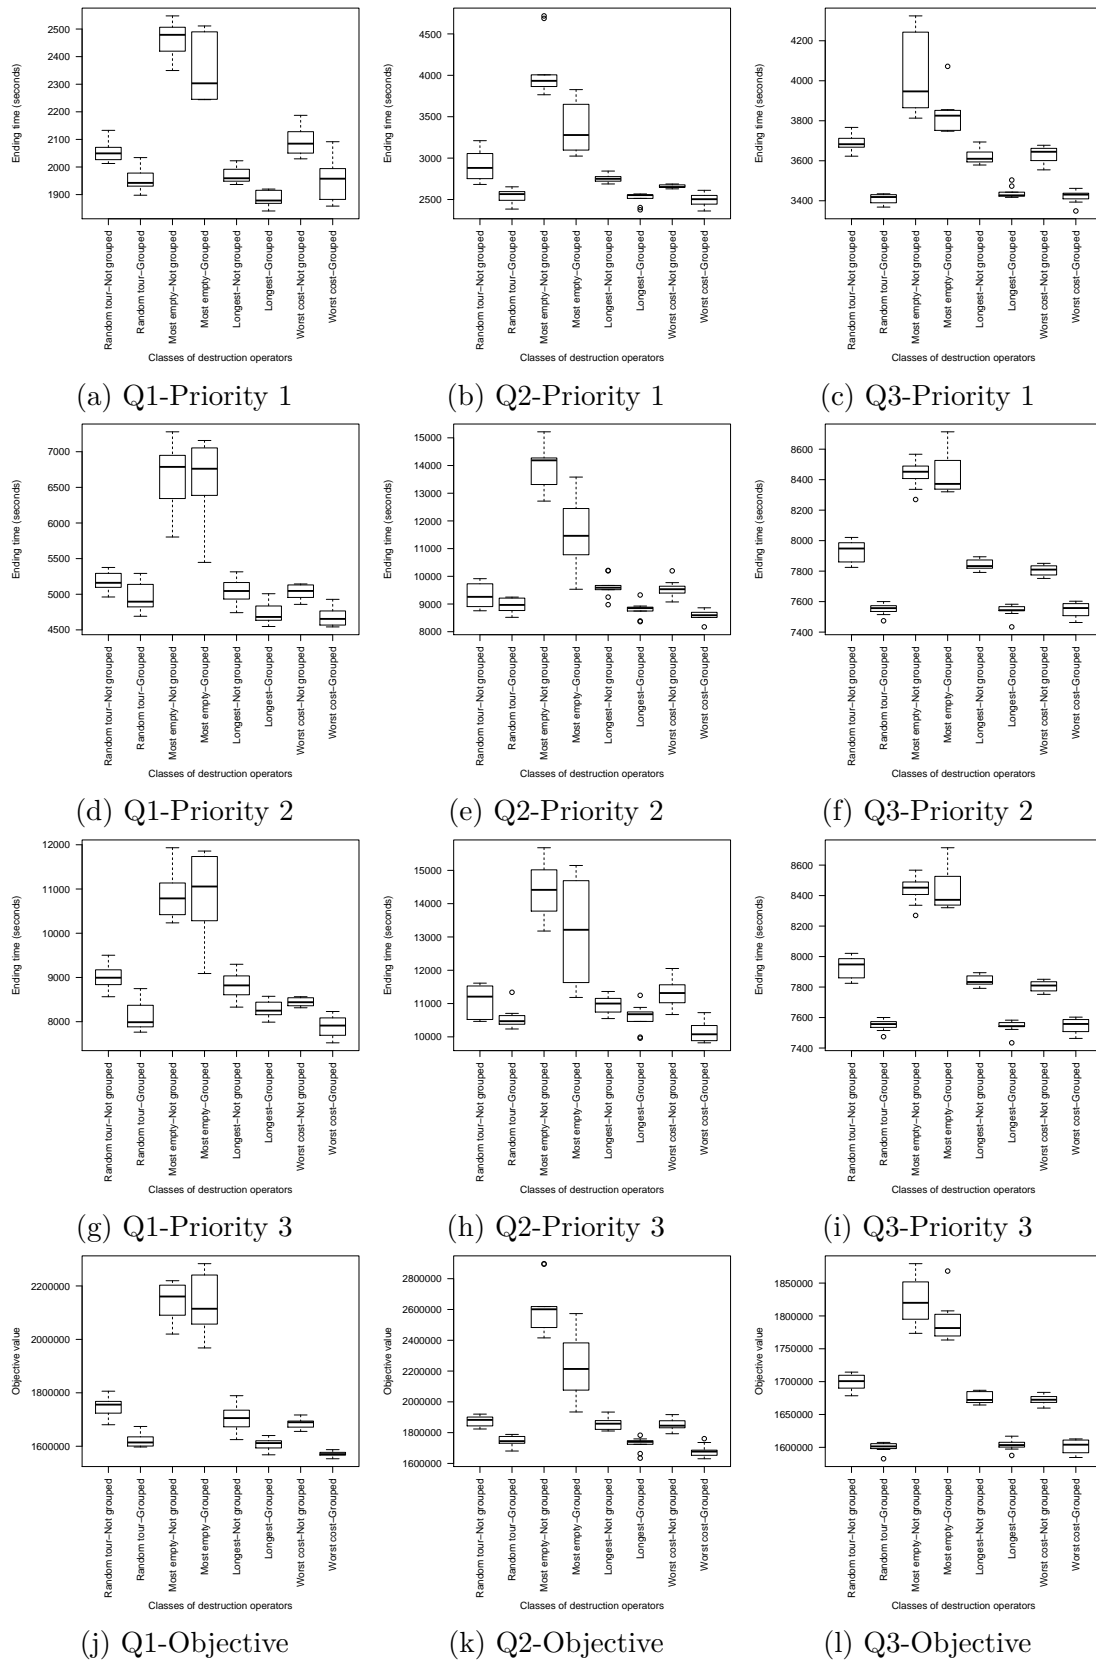 Ending time (seconds)
2500
2400
2300
2200
2100
2000
1900
Random tour−Not grouped
Random tour−Grouped
Most empty−Not grouped
Most empty−Grouped
Longest−Not grouped
Longest−Grouped
Worst cost−Not grouped
Worst cost−Grouped
Classes of destruction operators
(a) Q1-Priority 1
Ending time (seconds)
4500
4000
3500
3000
2500
Random tour−Not grouped
Random tour−Grouped
Most empty−Not grouped
Most empty−Grouped
Longest−Not grouped
Longest−Grouped
Worst cost−Not grouped
Worst cost−Grouped
Classes of destruction operators
(b) Q2-Priority 1
Ending time (seconds)
4200
4000
3800
3600
3400
Random tour−Not grouped
Random tour−Grouped
Most empty−Not grouped
Most empty−Grouped
Longest−Not grouped
Longest−Grouped
Worst cost−Not grouped
Worst cost−Grouped
Classes of destruction operators
(c) Q3-Priority 1
Ending time (seconds)
7000
6500
6000
5500
5000
4500
Random tour−Not grouped
Random tour−Grouped
Most empty−Not grouped
Most empty−Grouped
Longest−Not grouped
Longest−Grouped
Worst cost−Not grouped
Worst cost−Grouped
Classes of destruction operators
(d) Q1-Priority 2
Ending time (seconds)
15000
14000
13000
12000
11000
10000
9000
8000
Random tour−Not grouped
Random tour−Grouped
Most empty−Not grouped
Most empty−Grouped
Longest−Not grouped
Longest−Grouped
Worst cost−Not grouped
Worst cost−Grouped
Classes of destruction operators
(e) Q2-Priority 2
Ending time (seconds)
8600
8400
8200
8000
7800
7600
7400
Random tour−Not grouped
Random tour−Grouped
Most empty−Not grouped
Most empty−Grouped
Longest−Not grouped
Longest−Grouped
Worst cost−Not grouped
Worst cost−Grouped
Classes of destruction operators
(f) Q3-Priority 2
Ending time (seconds)
12000
11000
10000
9000
8000
Random tour−Not grouped
Random tour−Grouped
Most empty−Not grouped
Most empty−Grouped
Longest−Not grouped
Longest−Grouped
Worst cost−Not grouped
Worst cost−Grouped
Classes of destruction operators
(g) Q1-Priority 3
Ending time (seconds)
15000
14000
13000
12000
11000
10000
Random tour−Not grouped
Random tour−Grouped
Most empty−Not grouped
Most empty−Grouped
Longest−Not grouped
Longest−Grouped
Worst cost−Not grouped
Worst cost−Grouped
Classes of destruction operators
(h) Q2-Priority 3
Ending time (seconds)
8600
8400
8200
8000
7800
7600
7400
Random tour−Not grouped
Random tour−Grouped
Most empty−Not grouped
Most empty−Grouped
Longest−Not grouped
Longest−Grouped
Worst cost−Not grouped
Worst cost−Grouped
Classes of destruction operators
(i) Q3-Priority 3
Objective value
2200000
2000000
1800000
1600000
Random tour−Not grouped
Random tour−Grouped
Most empty−Not grouped
Most empty−Grouped
Longest−Not grouped
Longest−Grouped
Worst cost−Not grouped
Worst cost−Grouped
Classes of destruction operators
(j) Q1-Objective
Objective value
2800000
2600000
2400000
2200000
2000000
1800000
1600000
Random tour−Not grouped
Random tour−Grouped
Most empty−Not grouped
Most empty−Grouped
Longest−Not grouped
Longest−Grouped
Worst cost−Not grouped
Worst cost−Grouped
Classes of destruction operators
(k) Q2-Objective
Objective value
1850000
1800000
1750000
1700000
1650000
1600000
Random tour−Not grouped
Random tour−Grouped
Most empty−Not grouped
Most empty−Grouped
Longest−Not grouped
Longest−Grouped
Worst cost−Not grouped
Worst cost−Grouped
Classes of destruction operators
(l) Q3-Objective